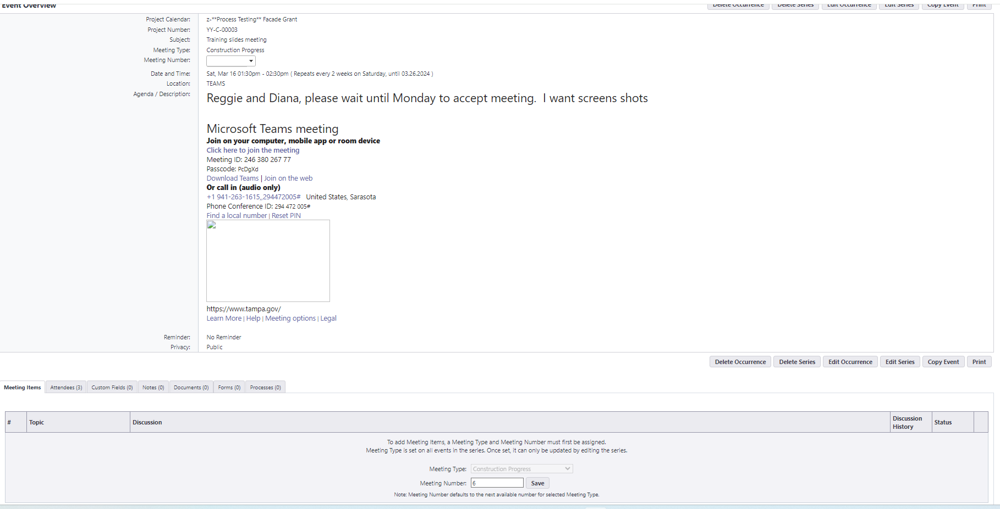 Event Overview
Delete Occurrence Delete Series Edit Occurrence Edit Series Copy Event Print
Project Calendar: z-**Process Testing** Facade Grant
Project Number: YY-C-00003
Subject: Training slides meeting
Meeting Type: Construction Progress
Meeting Number:
Date and Time: Sat, Mar 16 01:30pm - 02:30pm ( Repeats every 2 weeks on Saturday, until 03.26.2024 )
Location: TEAMS
Agenda / Description: Reggie and Diana, please wait until Monday to accept meeting.  I want screens shots
Microsoft Teams meeting
Join on your computer, mobile app or room device
Click here to join the meeting
Meeting ID: 246 380 267 77
Passcode: PcDgXd
Download Teams | Join on the web
Or call in (audio only)
+1 941-263-1615,,294472005#   United States, Sarasota
Phone Conference ID: 294 472 005#
Find a local number | Reset PIN
https://www.tampa.gov/
Learn More | Help | Meeting options | Legal
Reminder: No Reminder
Privacy: Public
Delete Occurrence Delete Series Edit Occurrence Edit Series Copy Event Print
Meeting Items Attendees (3) Custom Fields (0) Notes (0) Documents (0) Forms (0) Processes (0)
# Topic Discussion Discussion History Status
To add Meeting Items, a Meeting Type and Meeting Number must first be assigned.
Meeting Type is set on all events in the series. Once set, it can only be updated by editing the series.
Meeting Type: Construction Progress
Meeting Number: 6 Save
Note: Meeting Number defaults to the next available number for selected Meeting Type.